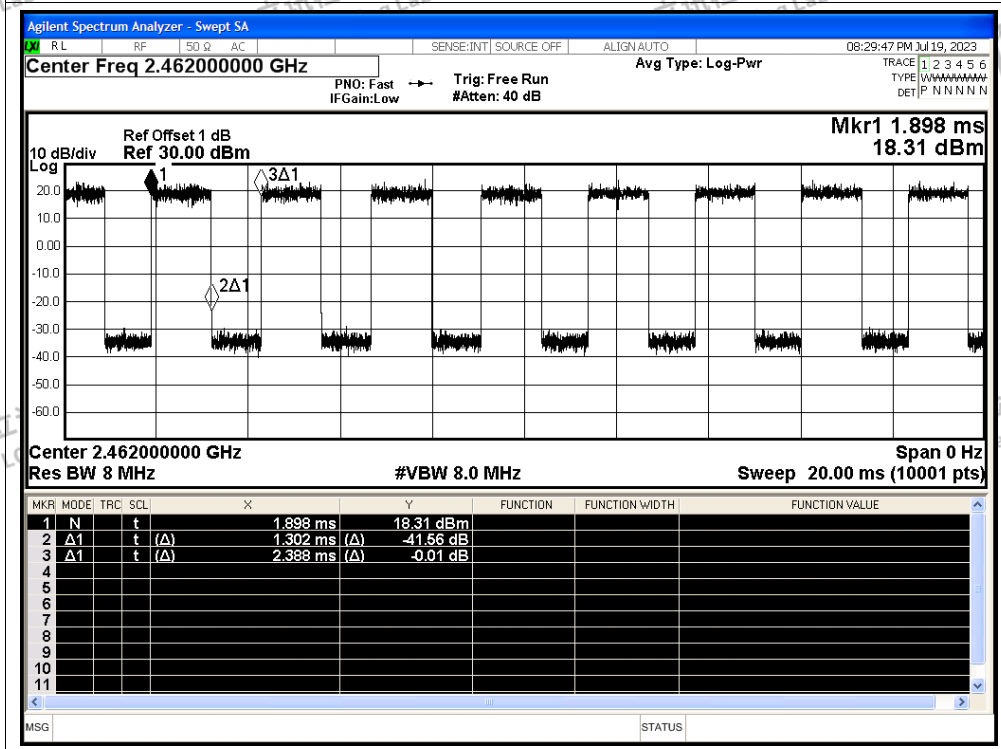 Agilent Spectrum Analyzer - Swept SA
LXI RL RF 50 Ω AC SENSE:INT SOURCE OFF ALIGN AUTO 08:29:47 PM Jul 19, 2023
Center Freq 2.462000000 GHz
PNO: Fast
IFGain:Low
Trig: Free Run
#Atten: 40 dB
Avg Type: Log-Pwr
TRACE 1 2 3 4 5 6
TYPE
DET P N N N N N
Mkr1 1.898 ms
18.31 dBm
Ref Offset 1 dB
10 dB/div Ref 30.00 dBm
Log
1
3Δ1
2Δ1
20.0
10.0
0.00
-10.0
-20.0
-30.0
-40.0
-50.0
-60.0
Center 2.462000000 GHz Span 0 Hz
Res BW 8 MHz #VBW 8.0 MHz Sweep 20.00 ms (10001 pts)
MKR MODE TRC SCL X Y FUNCTION FUNCTION WIDTH FUNCTION VALUE
1 N t 1.898 ms 18.31 dBm
2 Δ1 t (Δ) 1.302 ms (Δ) -41.56 dB
3 Δ1 t (Δ) 2.388 ms (Δ) -0.01 dB
4
5
6
7
8
9
10
11
MSG STATUS